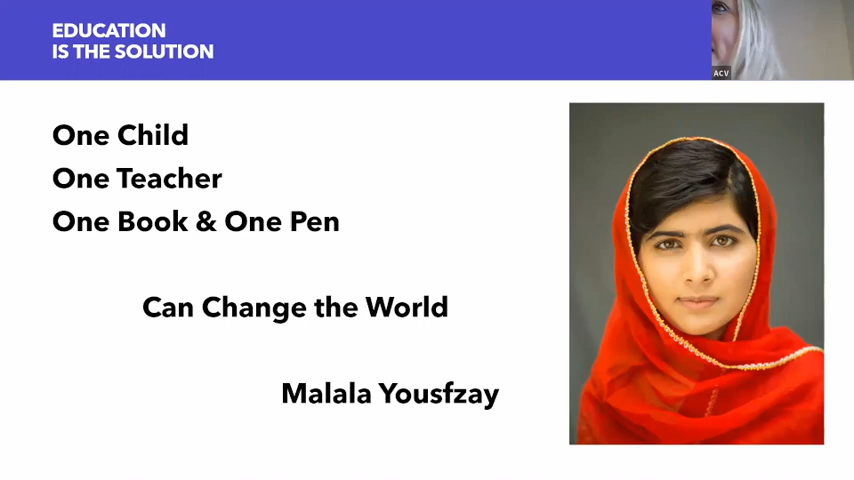 EDUCATION
IS THE SOLUTION
ACV
One Child
One Teacher
One Book & One Pen
Can Change the World
Malala Yousfzay